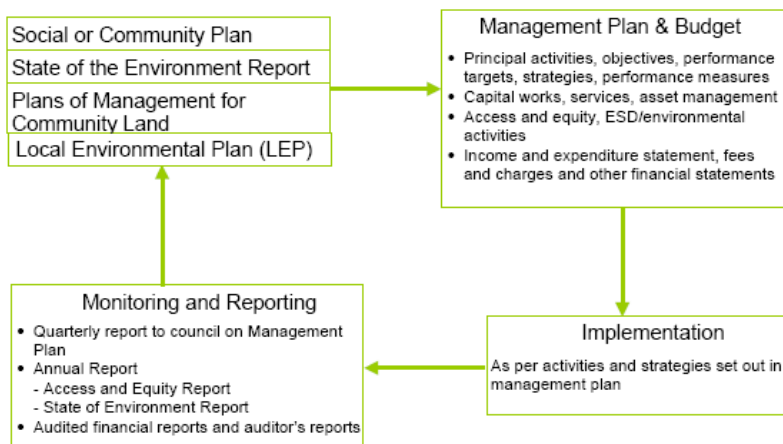 Social or Community Plan
State of the Environment Report
Plans of Management for
Community Land
Local Environmental Plan (LEP)
Management Plan & Budget
• Principal activities, objectives, performance
targets, strategies, performance measures
• Capital works, services, asset management
• Access and equity, ESD/environmental
activities
• Income and expenditure statement, fees
and charges and other financial statements
Implementation
As per activities and strategies set out in
management plan
Monitoring and Reporting
• Quarterly report to council on Management
Plan
• Annual Report
- Access and Equity Report
- State of Environment Report
• Audited financial reports and auditor's reports